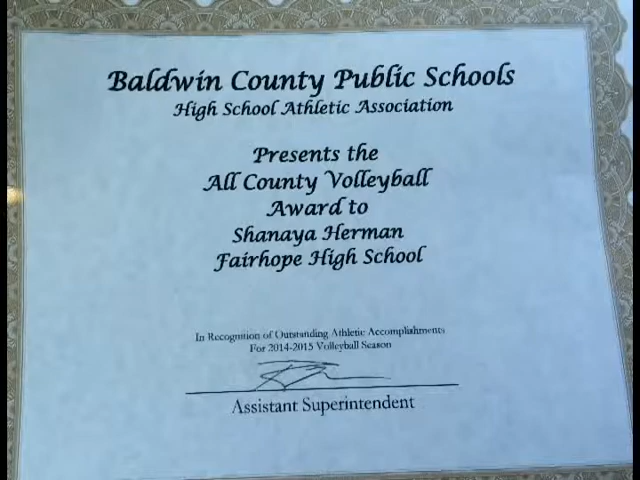 Baldwin County Public Schools
High School Athletic Association
Presents the
All County Volleyball
Award to
Shanaya Herman
Fairhope High School
In Recognition of Outstanding Athletic Accomplishments
For 2014-2015 Volleyball Season
Assistant Superintendent